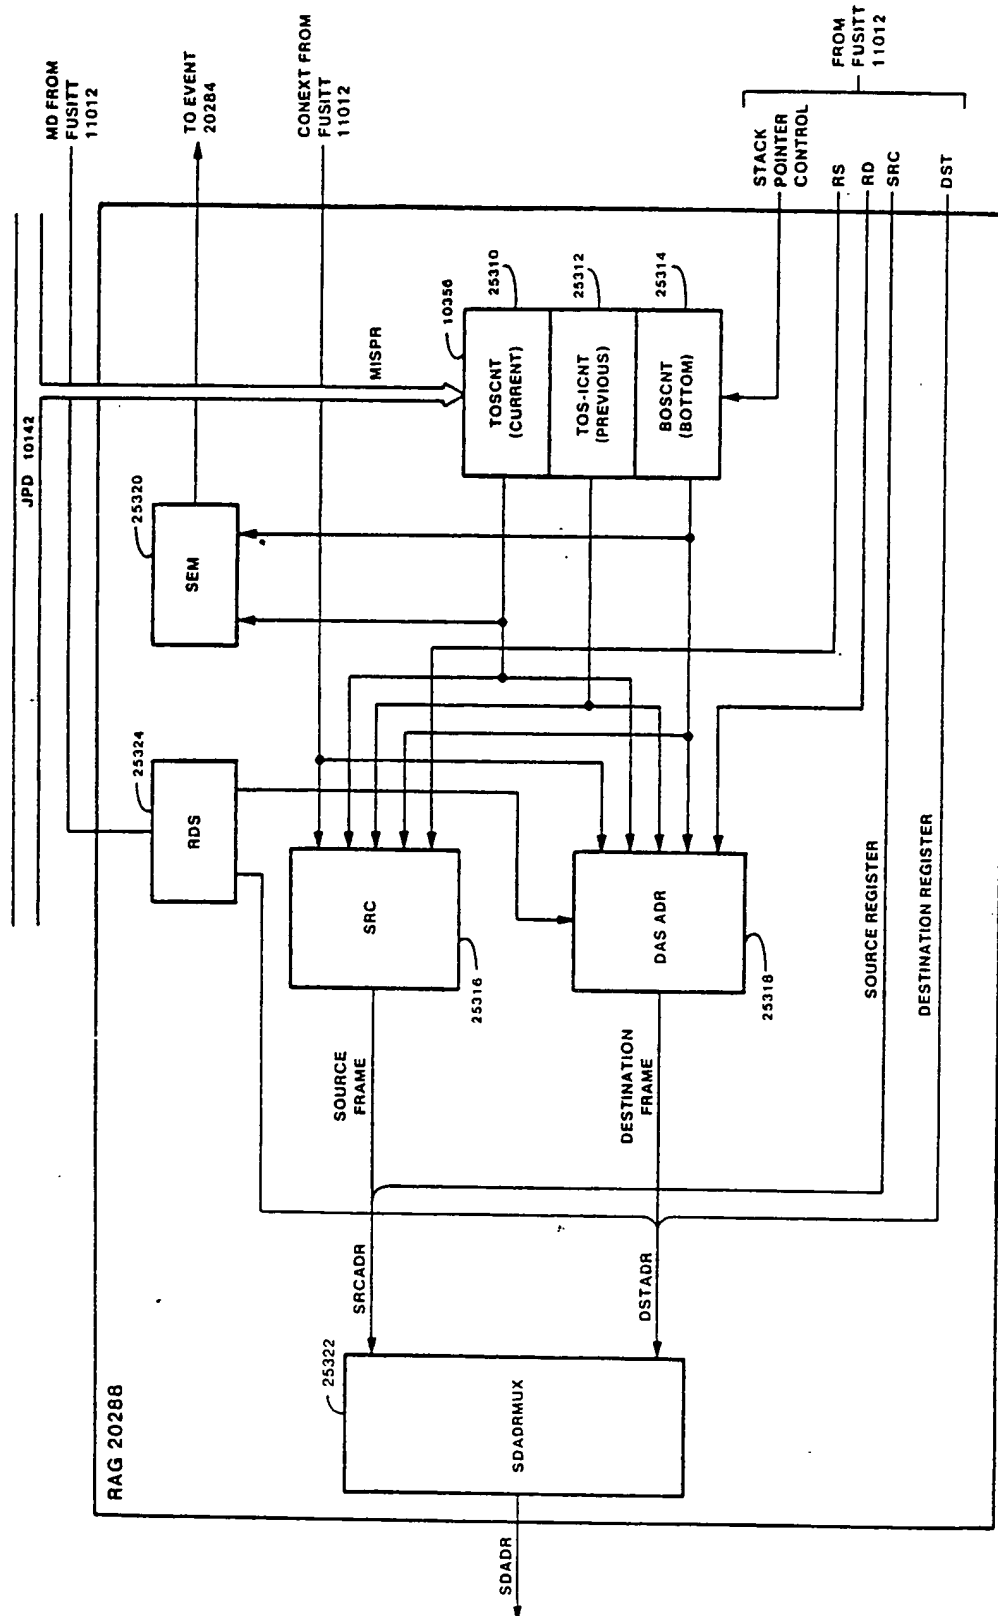 JPD 10142
MD FROM
FUSITT
11012
TO EVENT
20284
CONEXT FROM
FUSITT
11012
FROM
FUSITT
11012
STACK
POINTER
CONTROL
RS
RD
SRC
DST
RAG 20288
25324
RDS
25320
SEM
MISPR
10356
25310
TOSCNT
(CURRENT)
25312
TOS-ICNT
(PREVIOUS)
25314
BOSCNT
(BOTTOM)
SRC
25316
DAS ADR
25318
SOURCE
FRAME
DESTINATION
FRAME
SOURCE REGISTER
DESTINATION REGISTER
SRCADR
DSTADR
25322
SDADRMUX
SDADR